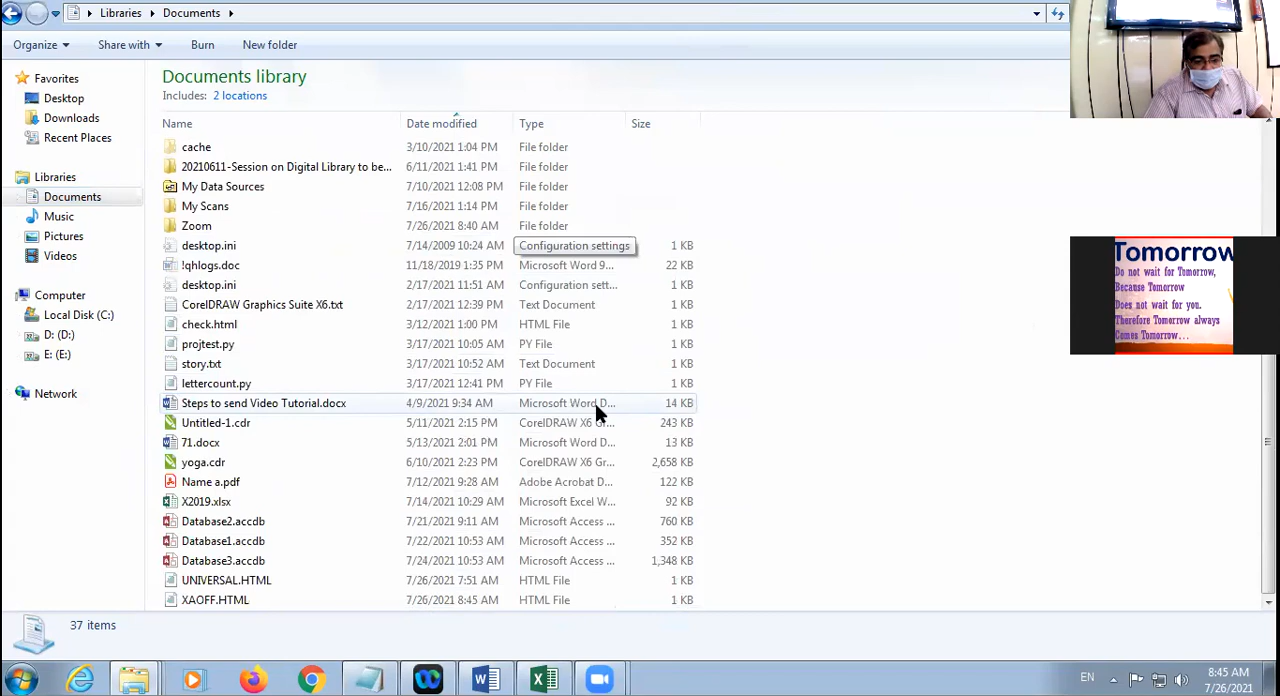 Libraries
Documents
Organize
Share with
Burn
New folder
Documents library
Includes: 2 locations
Favorites
Desktop
Downloads
Recent Places
Libraries
Documents
Music
Pictures
Videos
Computer
Local Disk (C:)
D: (D:)
E: (E:)
Network
Name Date modified Type Size
cache 3/10/2021 1:04 PM File folder
20210611-Session on Digital Library to be... 6/11/2021 1:41 PM File folder
My Data Sources 7/10/2021 12:08 PM File folder
My Scans 7/16/2021 1:14 PM File folder
Zoom 7/26/2021 8:40 AM File folder
desktop.ini 7/14/2009 10:24 AM Configuration settings 1 KB
!qhlogs.doc 11/18/2019 1:35 PM Microsoft Word 9... 22 KB
desktop.ini 2/17/2021 11:51 AM Configuration sett... 1 KB
CorelDRAW Graphics Suite X6.txt 2/17/2021 12:39 PM Text Document 1 KB
check.html 3/12/2021 1:00 PM HTML File 1 KB
projtest.py 3/17/2021 10:05 AM PY File 1 KB
story.txt 3/17/2021 10:52 AM Text Document 1 KB
lettercount.py 3/17/2021 12:41 PM PY File 1 KB
Steps to send Video Tutorial.docx 4/9/2021 9:34 AM Microsoft Word D... 14 KB
Untitled-1.cdr 5/11/2021 2:15 PM CorelDRAW X6 Gr... 243 KB
71.docx 5/13/2021 2:01 PM Microsoft Word D... 13 KB
yoga.cdr 6/10/2021 2:23 PM CorelDRAW X6 Gr... 2,658 KB
Name a.pdf 7/12/2021 9:28 AM Adobe Acrobat D... 122 KB
X2019.xlsx 7/14/2021 10:29 AM Microsoft Excel W... 92 KB
Database2.accdb 7/21/2021 9:11 AM Microsoft Access ... 760 KB
Database1.accdb 7/22/2021 10:53 AM Microsoft Access ... 352 KB
Database3.accdb 7/24/2021 10:53 AM Microsoft Access ... 1,348 KB
UNIVERSAL.HTML 7/26/2021 7:51 AM HTML File 1 KB
XAOFF.HTML 7/26/2021 8:45 AM HTML File 1 KB
Tomorrow
Do not wait for Tomorrow,
Because Tomorrow
Does not wait for you.
Therefore Tomorrow always
Comes Tomorrow...
37 items
EN
8:45 AM
7/26/2021